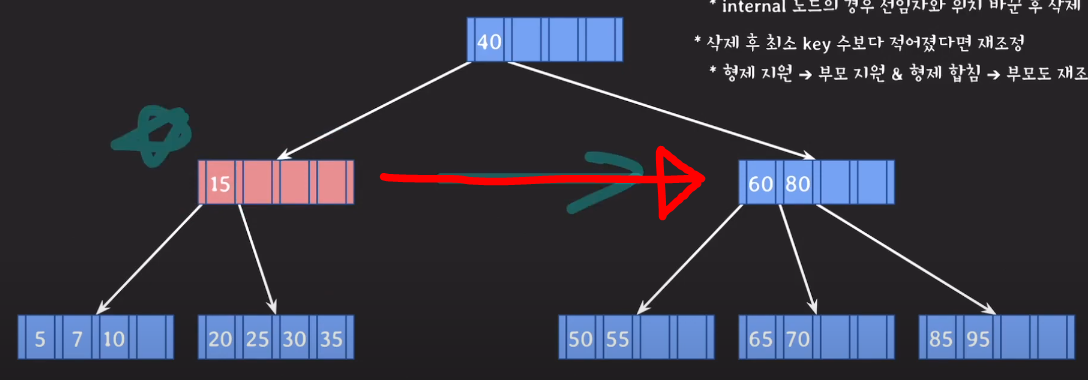 * internal 노드의 경우 선임자와 위치 바꾼 후 삭제
40
* 삭제 후 최소 key 수보다 적어졌다면 재조정
* 형제 지원 → 부모 지원 & 형제 합침 → 부모도 재조
15
60 80
5 7 10
20 25 30 35
50 55
65 70
85 95